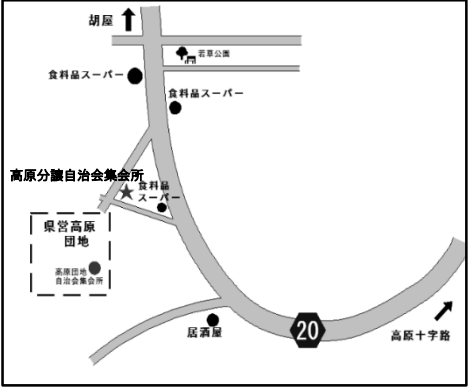 胡屋
若草公園
食料品スーパー
食料品スーパー
高原分譲自治会集会所
食料品
スーパー
県営高原
団地
高原団地
自治会集会所
居酒屋
20
高原十字路